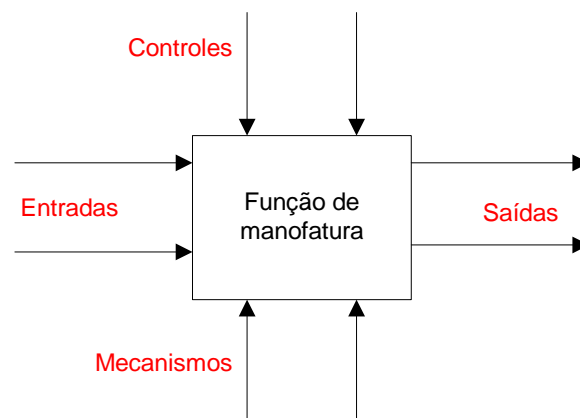 Controles
Entradas
Função de
manofatura
Saídas
Mecanismos